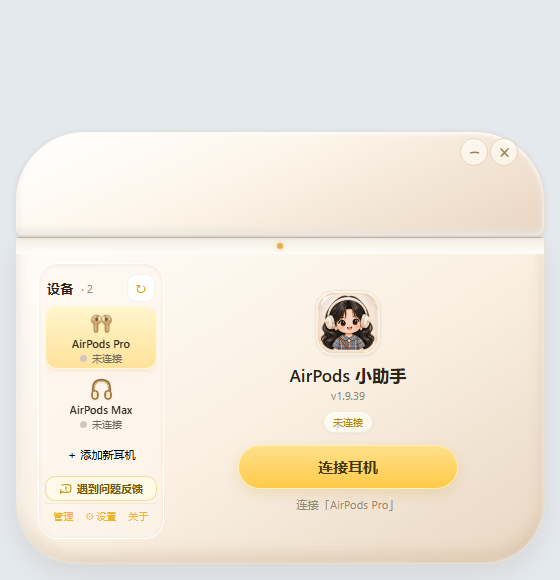 设备 · 2
AirPods Pro
未连接
AirPods Max
未连接
+ 添加新耳机
遇到问题反馈
管理 设置 关于
AirPods 小助手
v1.9.39
未连接
连接耳机
连接「AirPods Pro」